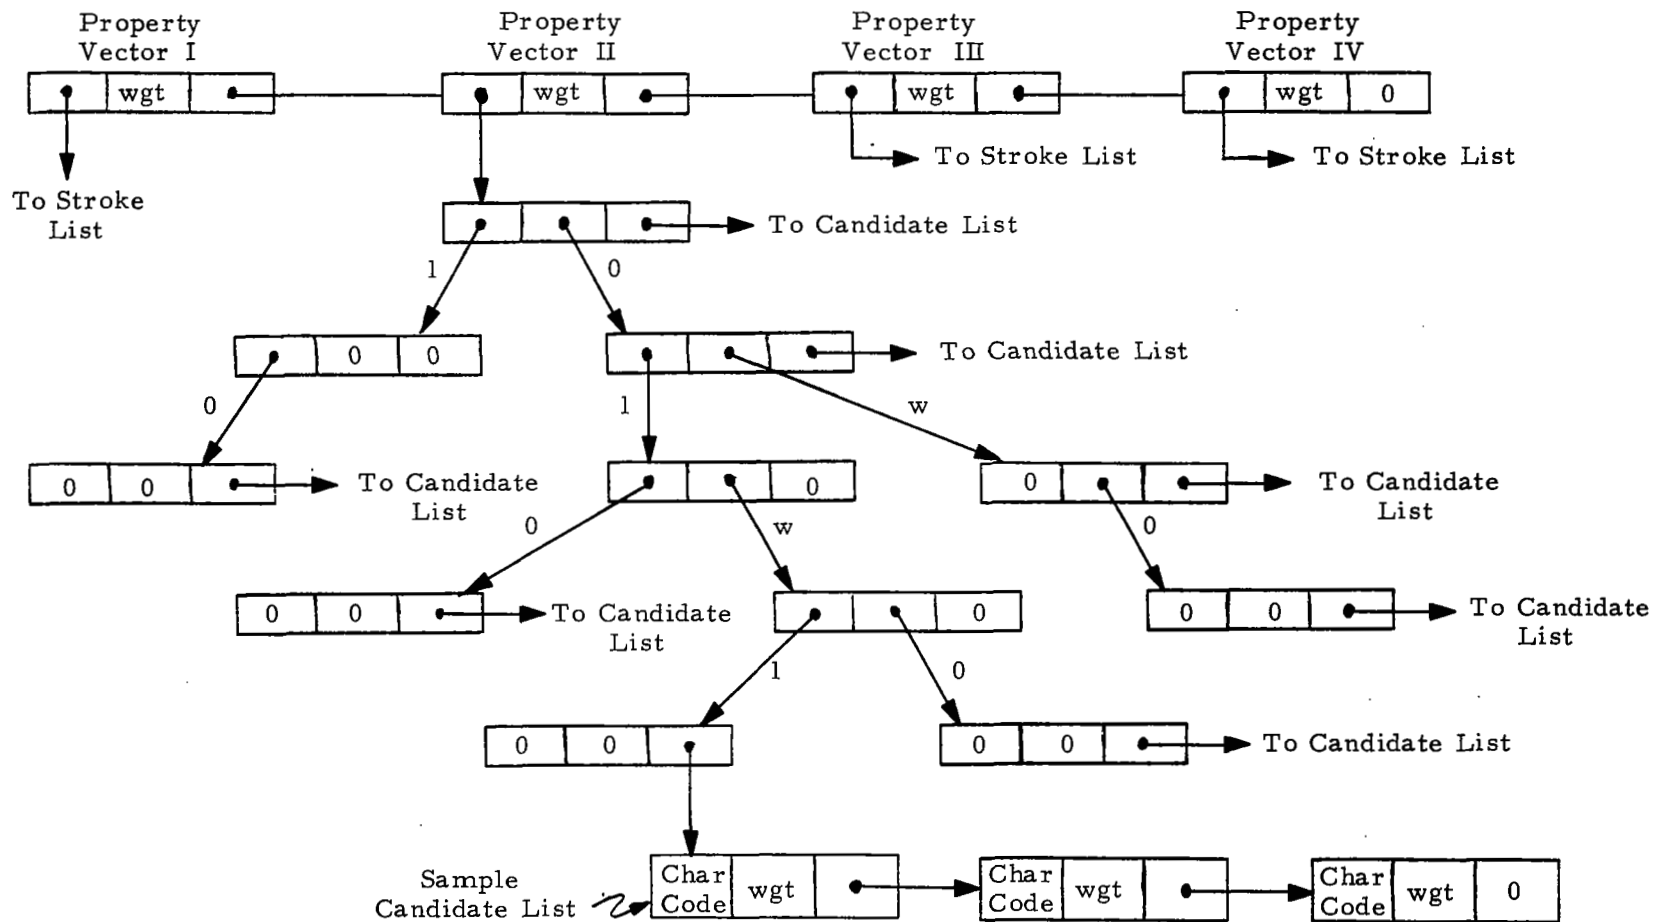 Property
Vector I
Property
Vector II
Property
Vector III
Property
Vector IV
wgt
wgt
wgt
wgt 0
To Stroke
List
To Stroke List
To Stroke List
To Candidate List
1
0
0 0
To Candidate List
0
1
w
0 0
To Candidate
List
0
0
To Candidate
List
0
w
0
0 0
To Candidate
List
0
0 0
To Candidate
List
1
0
0 0
0 0
To Candidate List
Sample
Candidate List
Char
Code
wgt
Char
Code
wgt
Char
Code
wgt
0